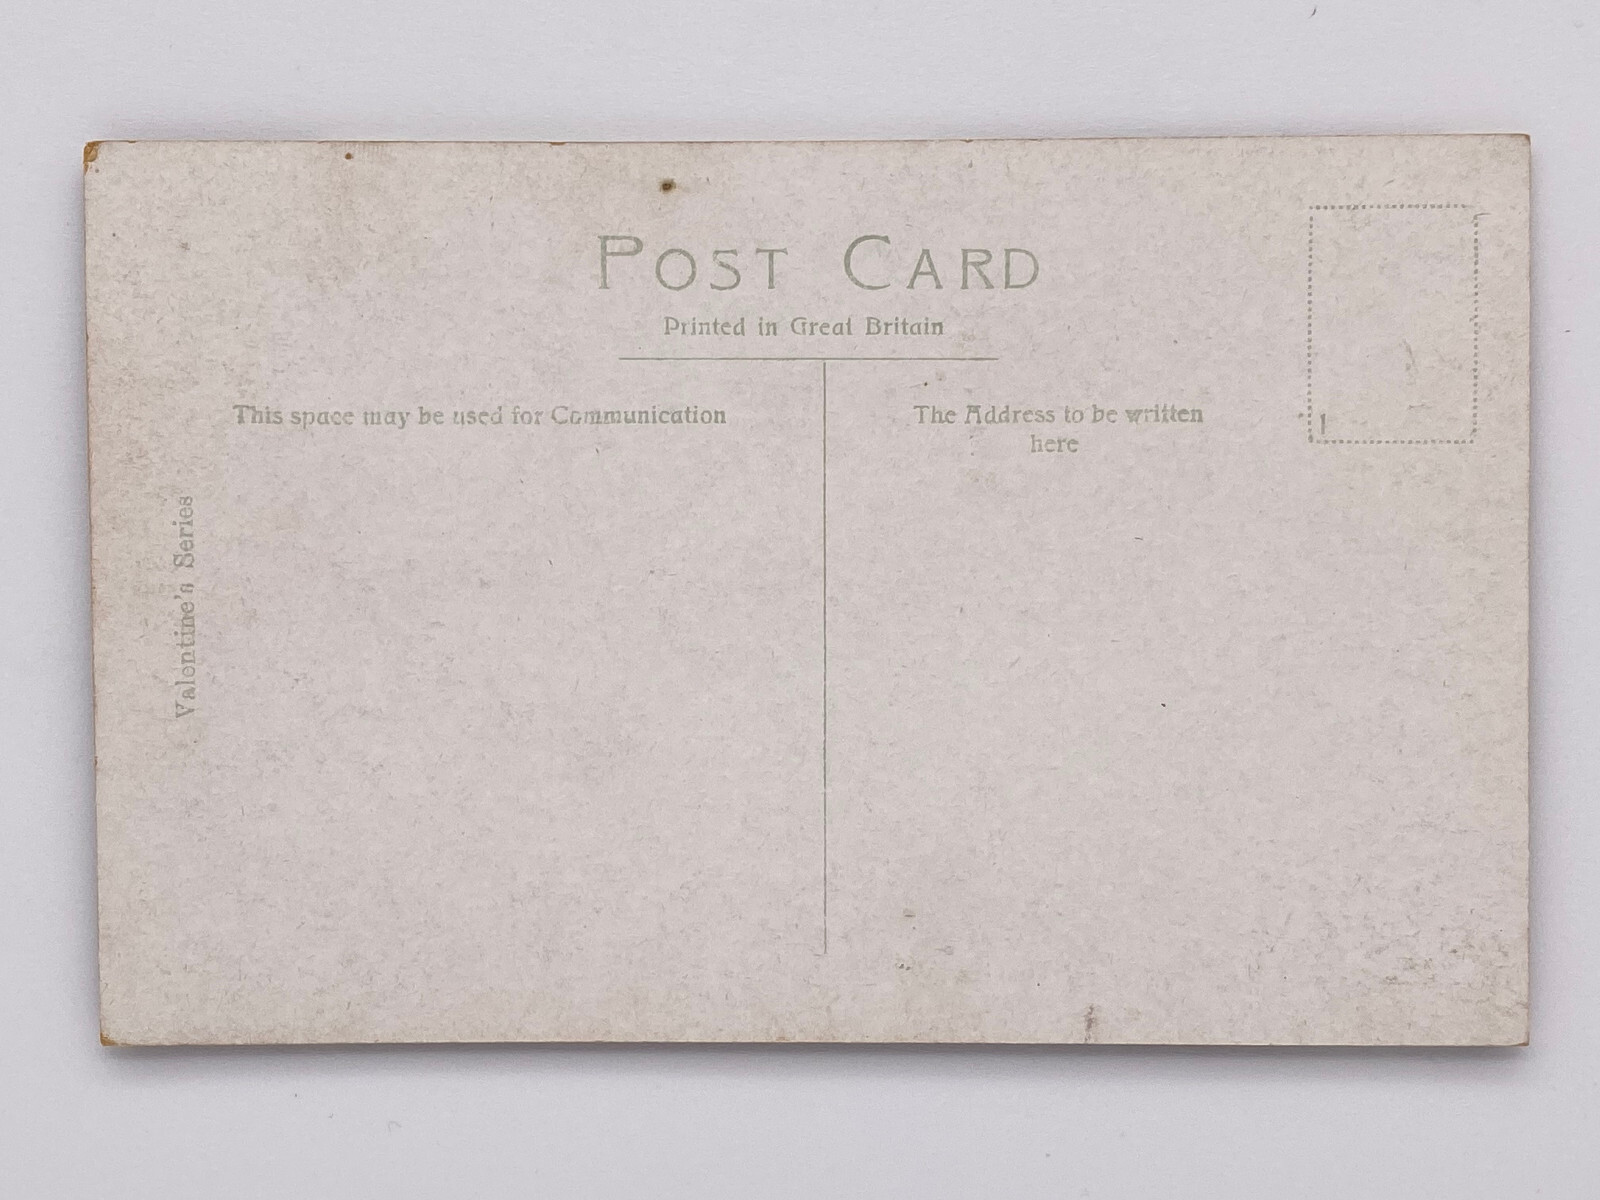 POST CARD
Printed in Great Britain
This space may be used for Communication
The Address to be written
here
Valentine's Series